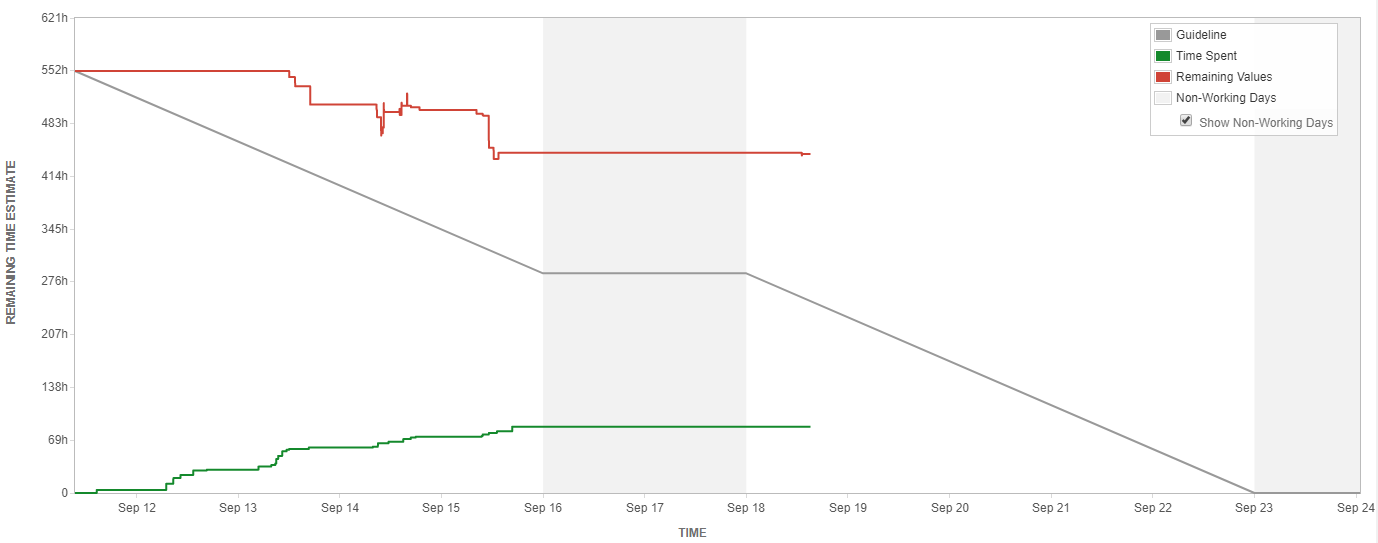 621h
552h
483h
414h
345h
276h
207h
138h
69h
0
REMAINING TIME ESTIMATE
Guideline
Time Spent
Remaining Values
Non-Working Days
Show Non-Working Days
Sep 12 Sep 13 Sep 14 Sep 15 Sep 16 Sep 17 Sep 18 Sep 19 Sep 20 Sep 21 Sep 22 Sep 23 Sep 24
TIME